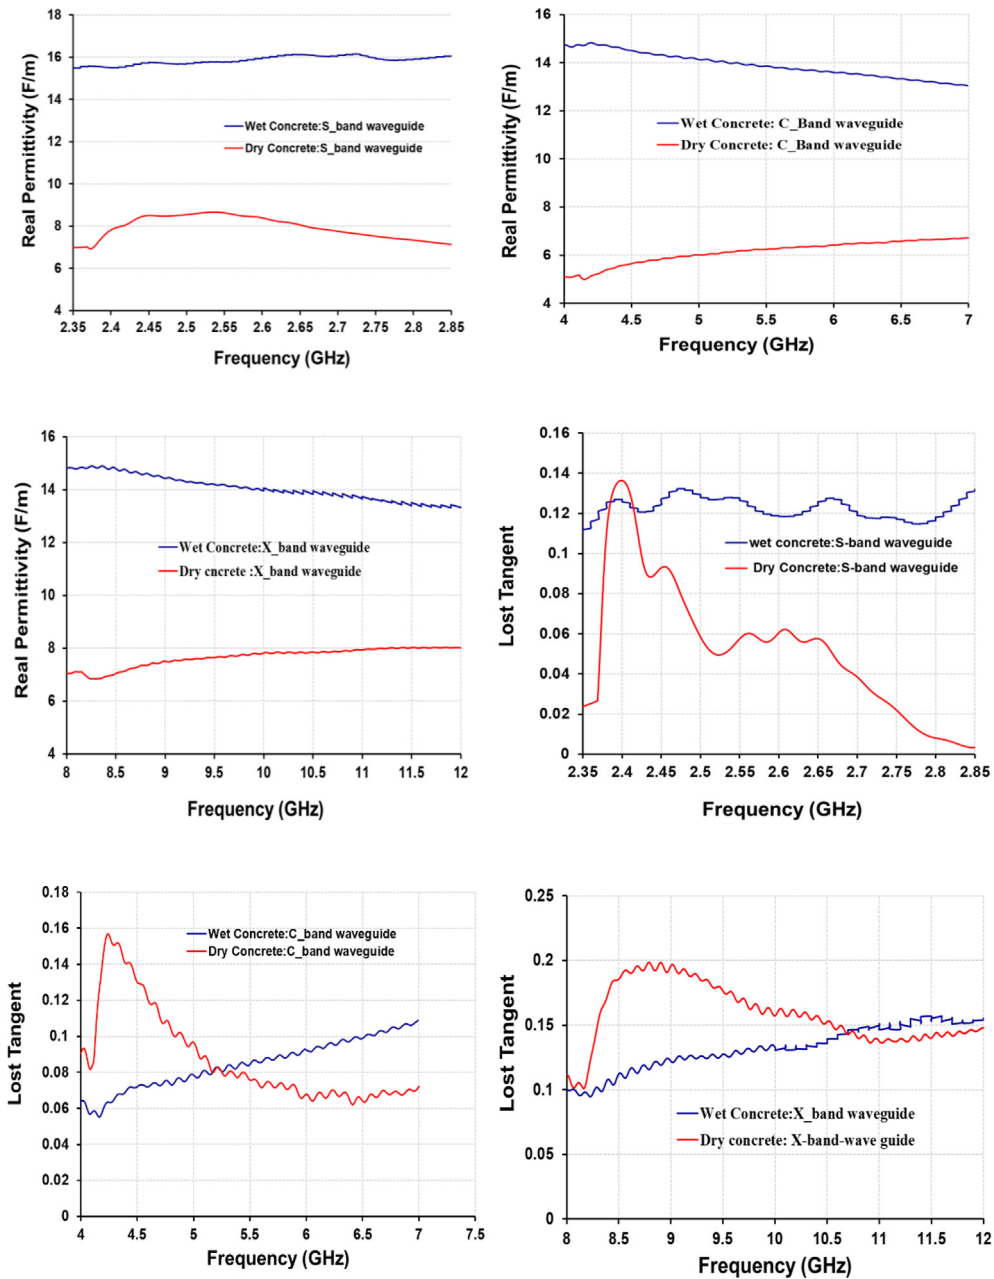 18
16
14
12
10
8
6
4
2.35 2.4 2.45 2.5 2.55 2.6 2.65 2.7 2.75 2.8 2.85
Real Permittivity (F/m)
Wet Concrete:S_band waveguide
Dry Concrete:S_band waveguide
Frequency (GHz)
16
14
12
10
8
6
4
4 4.5 5 5.5 6 6.5 7
Real Permittivity (F/m)
Wet Concrete: C_Band waveguide
Dry Concrete: C_Band waveguide
Frequency (GHz)
16
14
12
10
8
6
4
8 8.5 9 9.5 10 10.5 11 11.5 12
Real Permittivity (F/m)
Wet Concrete:X_band waveguide
Dry cncrete :X_band waveguide
Frequency (GHz)
0.16
0.14
0.12
0.1
0.08
0.06
0.04
0.02
0
2.35 2.4 2.45 2.5 2.55 2.6 2.65 2.7 2.75 2.8 2.85
Lost Tangent
wet concrete:S-band waveguide
Dry Concrete:S-band waveguide
Frequency (GHz)
0.18
0.16
0.14
0.12
0.1
0.08
0.06
0.04
0.02
0
4 4.5 5 5.5 6 6.5 7 7.5
Lost Tangent
Wet Concrete:C_band waveguide
Dry Concrete:C_band waveguide
Frequency (GHz)
0.25
0.2
0.15
0.1
0.05
0
8 8.5 9 9.5 10 10.5 11 11.5 12
Lost Tangent
Wet Concrete:X_band waveguide
Dry concrete: X-band-wave guide
Frequency (GHz)